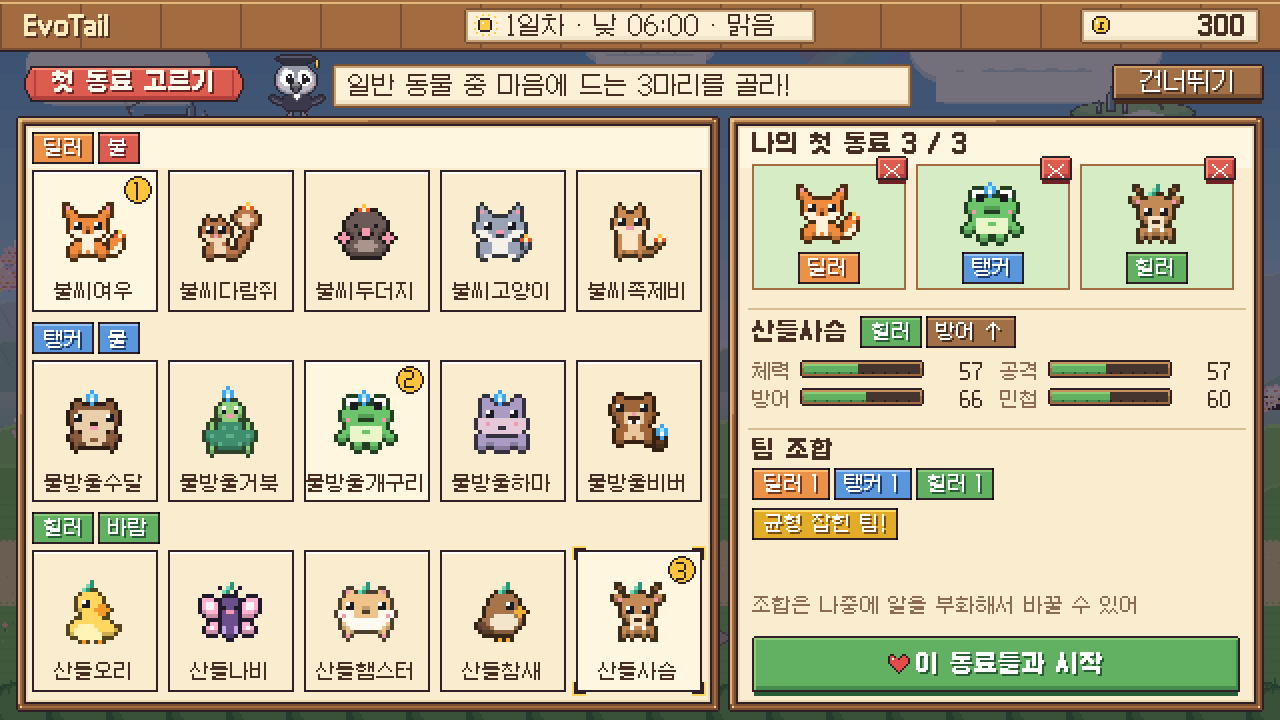 EvoTail
1일차 · 낮 06:00 · 맑음
300
첫 동료 고르기
일반 동물 중 마음에 드는 3마리를 골라!
건너뛰기
딜러 불
1
불씨여우 불씨다람쥐 불씨두더지 불씨고양이 불씨족제비
탱커 물
2
물방울수달 물방울거북 물방울개구리 물방울하마 물방울비버
힐러 바람
3
산들오리 산들나비 산들햄스터 산들참새 산들사슴
나의 첫 동료 3 / 3
딜러 탱커 힐러
산들사슴 힐러 방어 ↑
체력 57 공격 57
방어 66 민첩 60
팀 조합
딜러 1 탱커 1 힐러 1
균형 잡힌 팀!
조합은 나중에 알을 부화해서 바꿀 수 있어
이 동료들과 시작